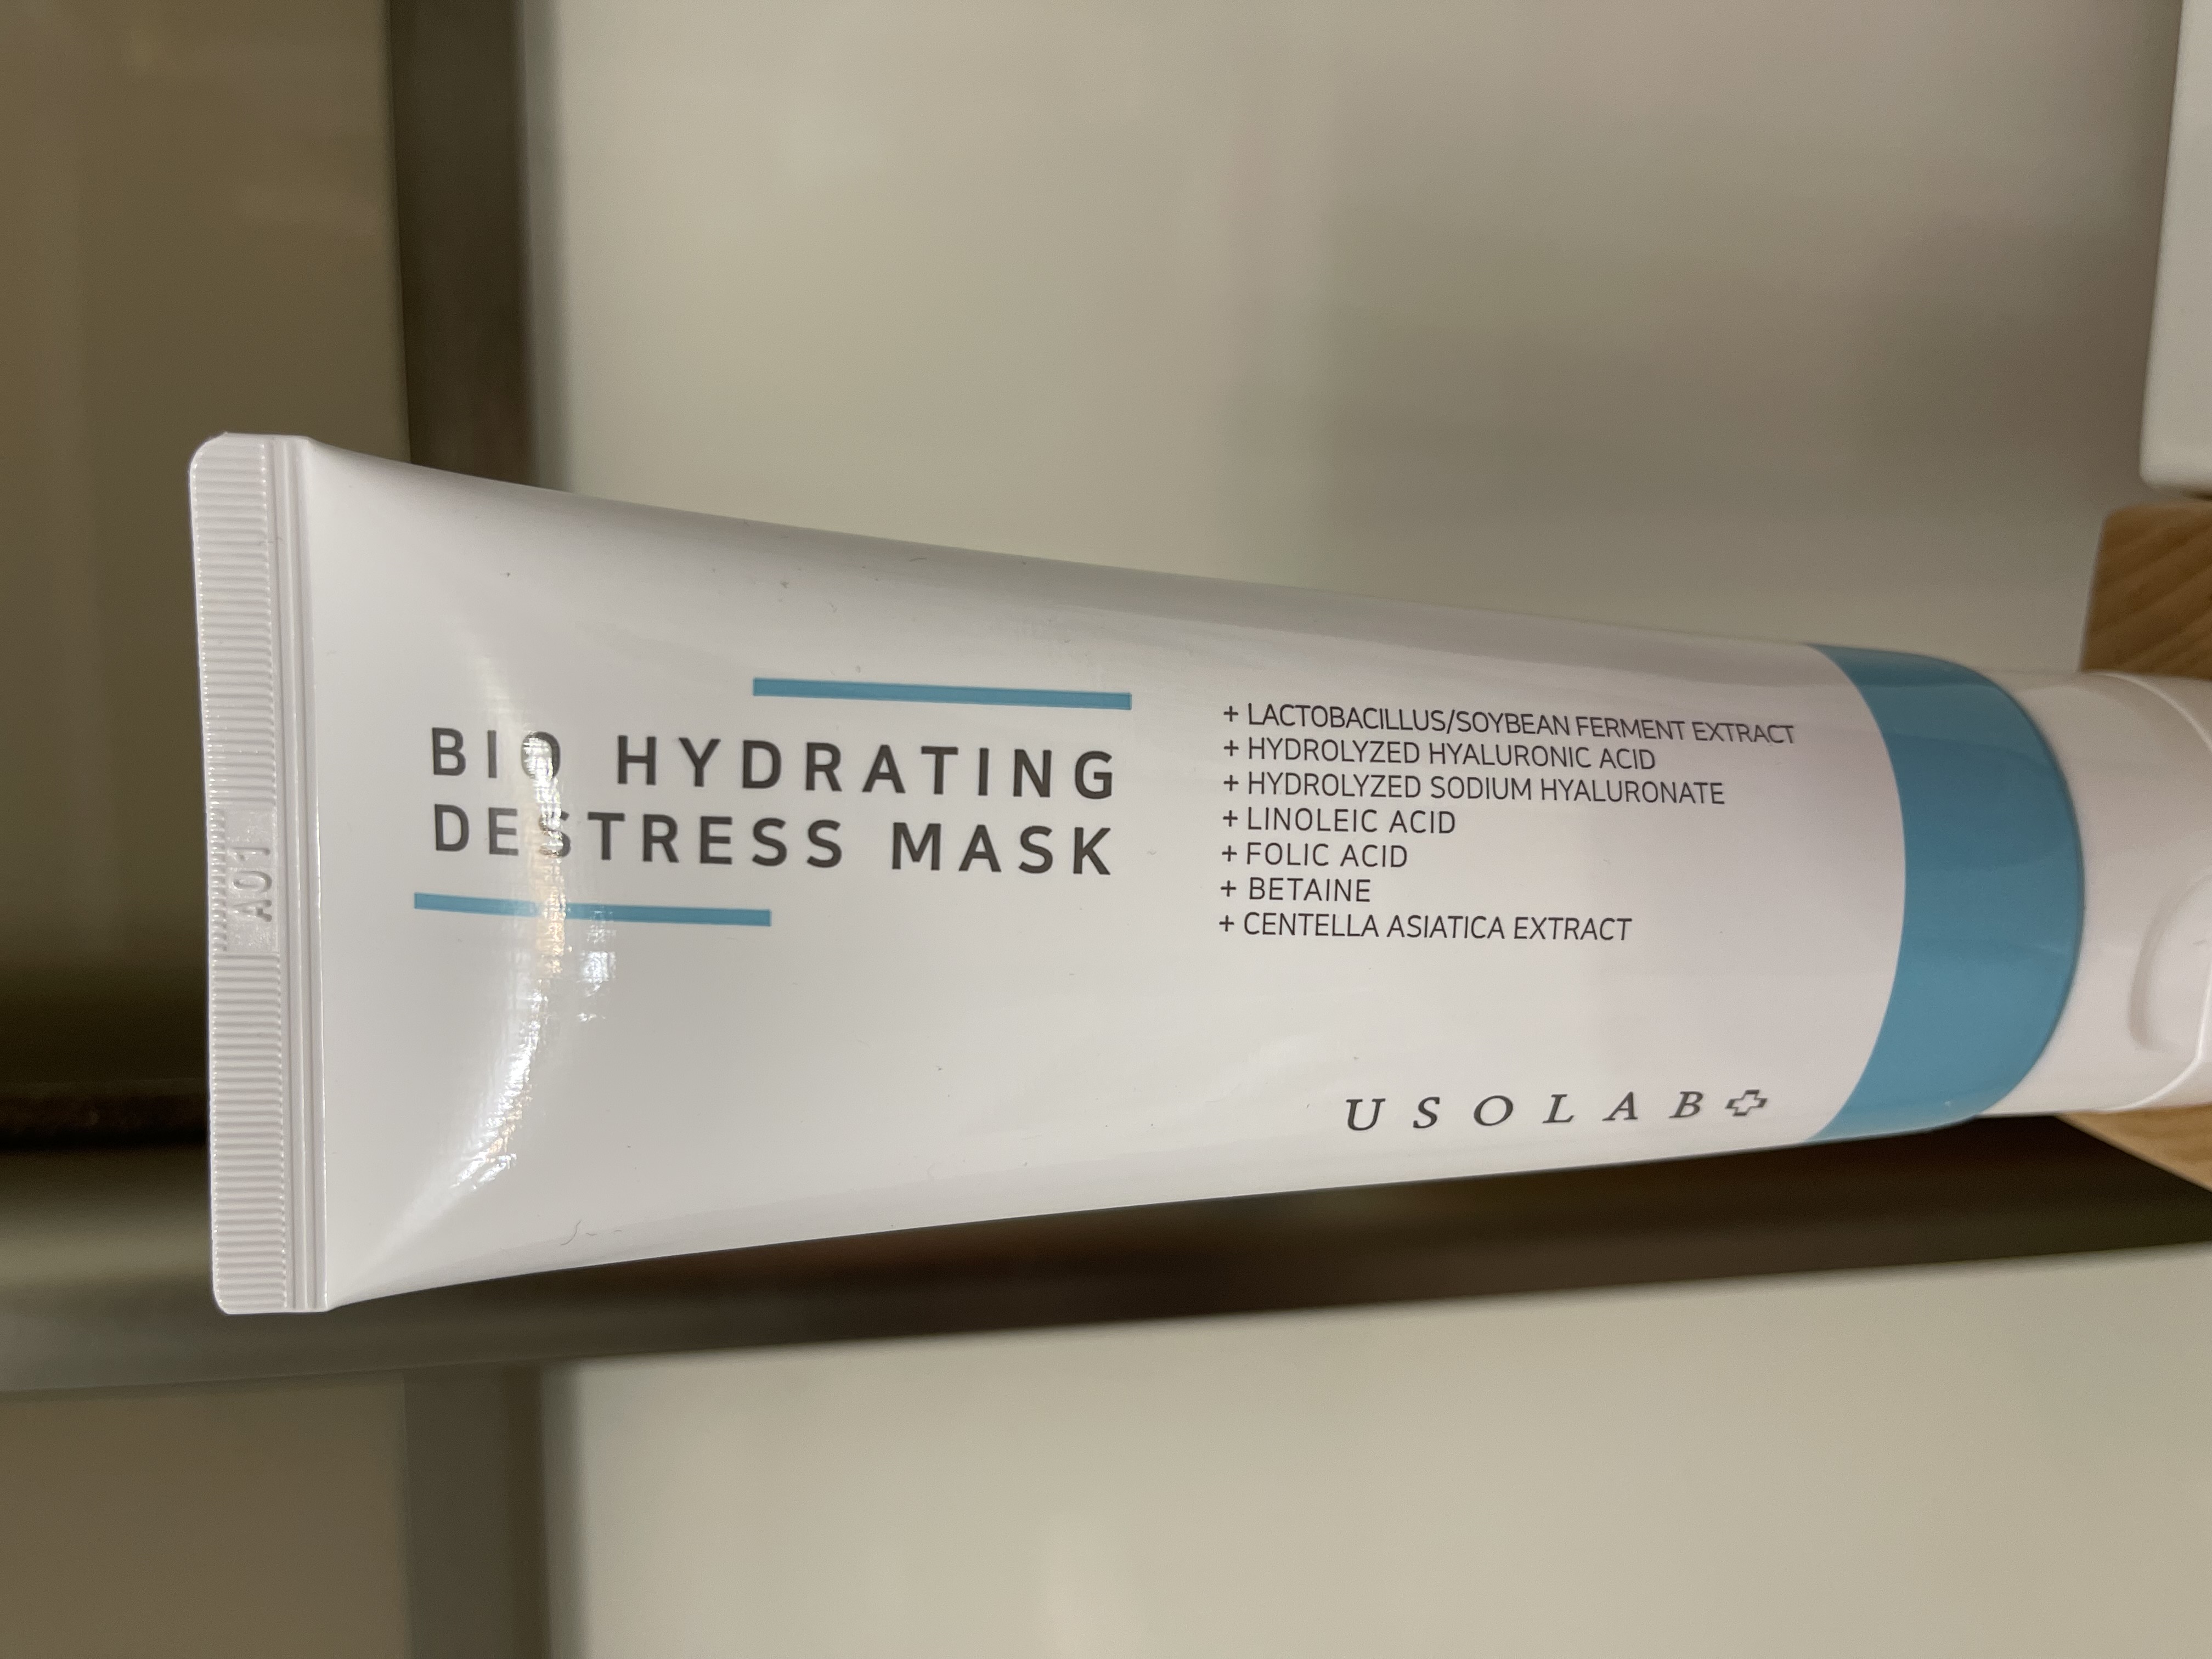 BIO HYDRATING
DESTRESS MASK
+ LACTOBACILLUS/SOYBEAN FERMENT EXTRACT
+ HYDROLYZED HYALURONIC ACID
+ HYDROLYZED SODIUM HYALURONATE
+ LINOLEIC ACID
+ FOLIC ACID
+ BETAINE
+ CENTELLA ASIATICA EXTRACT
USOLAB
A01